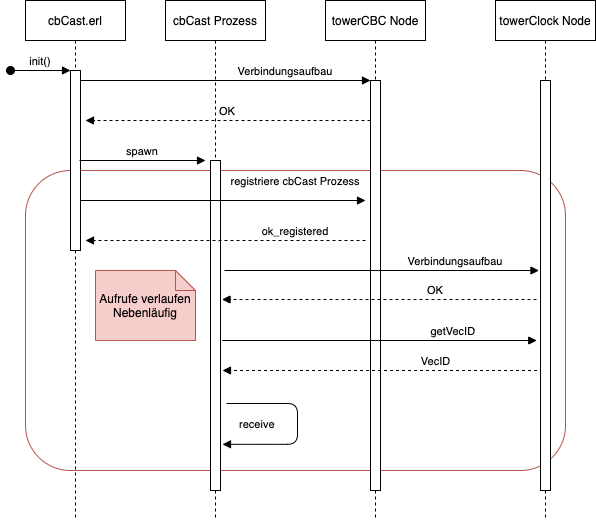 cbCast.erl
cbCast Prozess
towerCBC Node
towerClock Node
init()
Verbindungsaufbau
OK
spawn
registriere cbCast Prozess
ok_registered
Verbindungsaufbau
Aufrufe verlaufen
Nebenläufig
OK
getVecID
VecID
receive